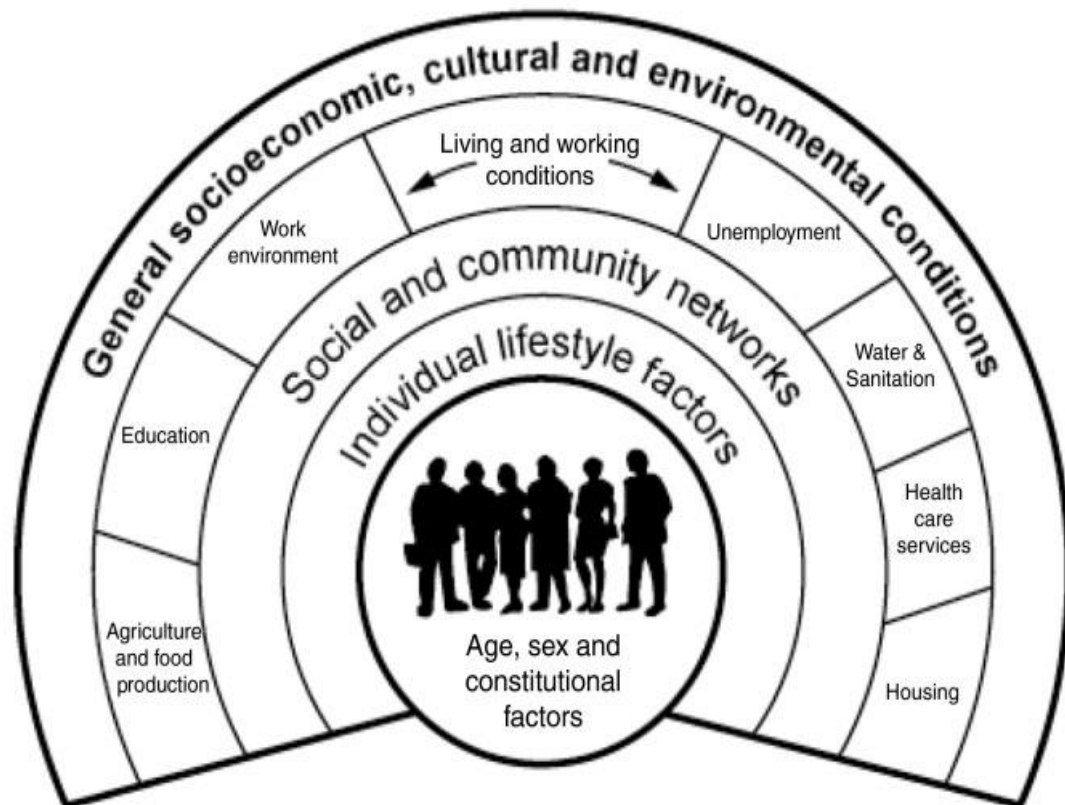 General socioeconomic, cultural and environmental conditions
Living and working
conditions
Work
environment
Unemployment
Education
Water &
Sanitation
Agriculture
and food
production
Health
care
services
Housing
Social and community networks
Individual lifestyle factors
Age, sex and
constitutional
factors